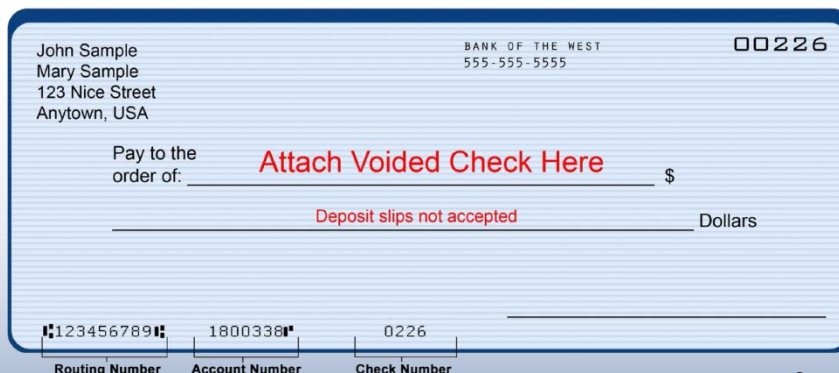 John Sample
Mary Sample
123 Nice Street
Anytown, USA
BANK OF THE WEST
555-555-5555
00226
Pay to the
order of:
Attach Voided Check Here
$
Deposit slips not accepted
Dollars
⑆123456789⑆ 1800338⑈ 0226
Routing Number Account Number Check Number